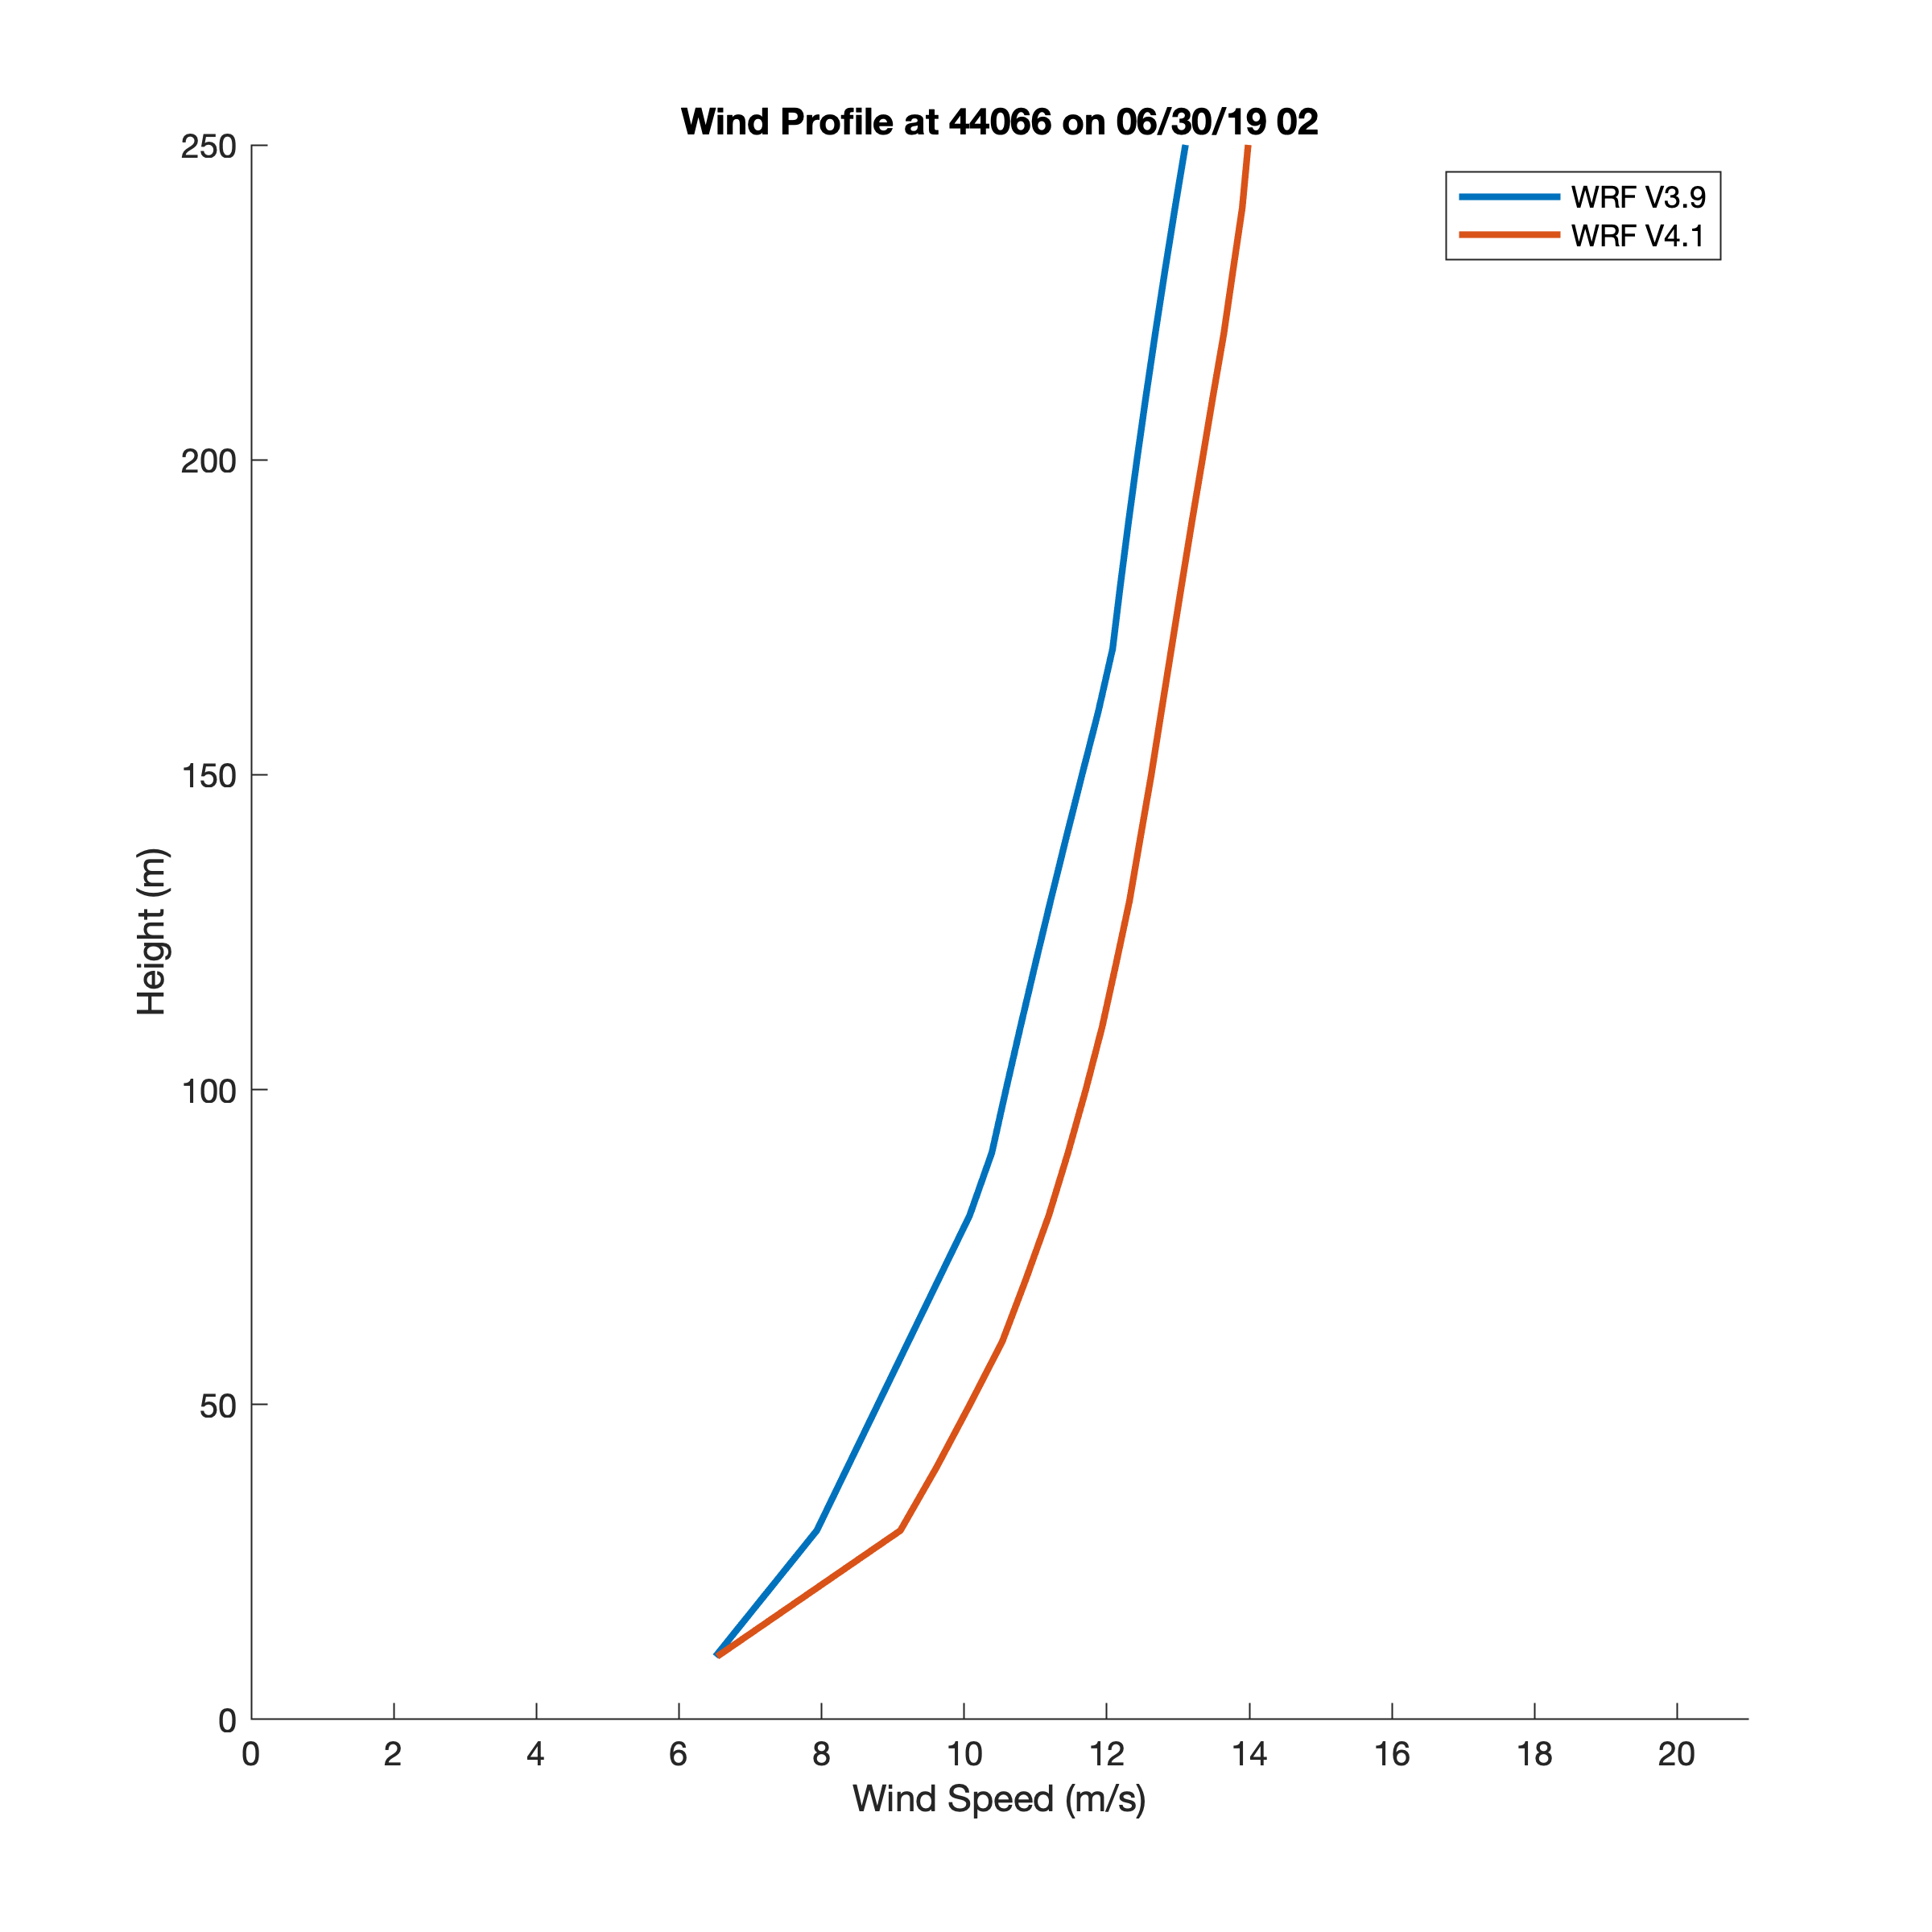 Wind Profile at 44066 on 06/30/19 02
WRF V3.9
WRF V4.1
250
200
150
100
50
0
Height (m)
0 2 4 6 8 10 12 14 16 18 20
Wind Speed (m/s)